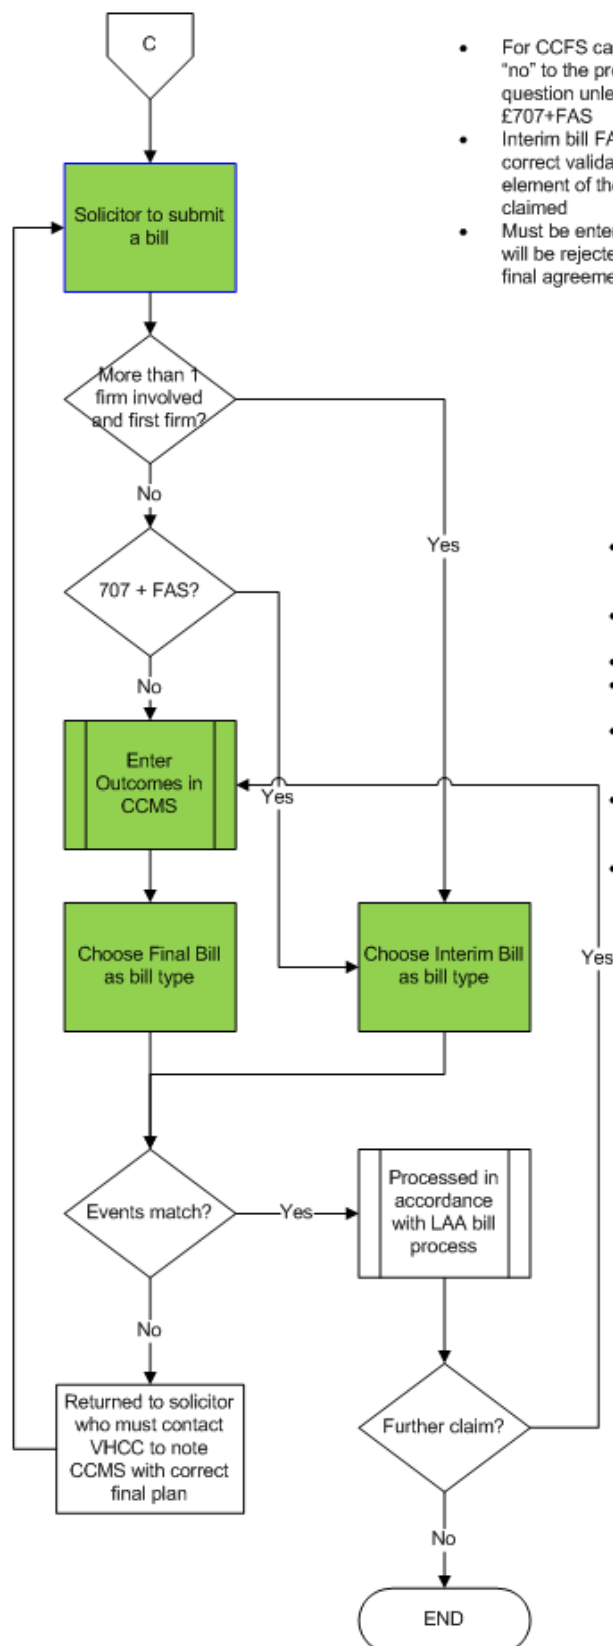 C
For CCFS ca
"no" to the pr
question unle
£707+FAS
Interim bill FA
correct valida
element of th
claimed
Must be enter
will be rejecte
final agreeme
Solicitor to submit
a bill
More than 1
firm involved
and first firm?
No
Yes
707 + FAS?
No
Enter
Outcomes in
CCMS
Yes
Choose Final Bill
as bill type
Choose Interim Bill
as bill type
Yes
Events match?
Yes
Processed in
accordance
with LAA bill
process
No
Returned to solicitor
who must contact
VHCC to note
CCMS with correct
final plan
Further claim?
No
END